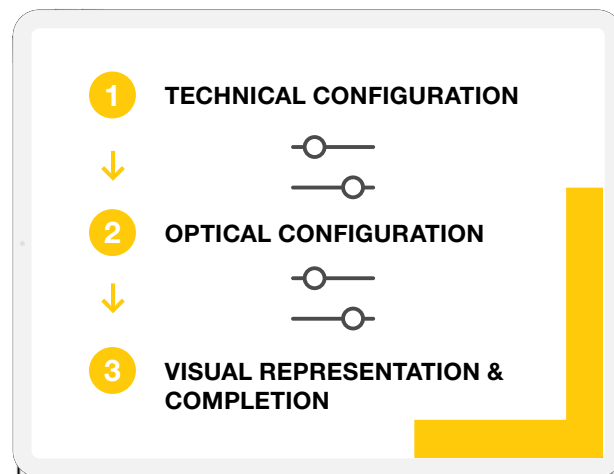 1 TECHNICAL CONFIGURATION
2 OPTICAL CONFIGURATION
3 VISUAL REPRESENTATION &
COMPLETION